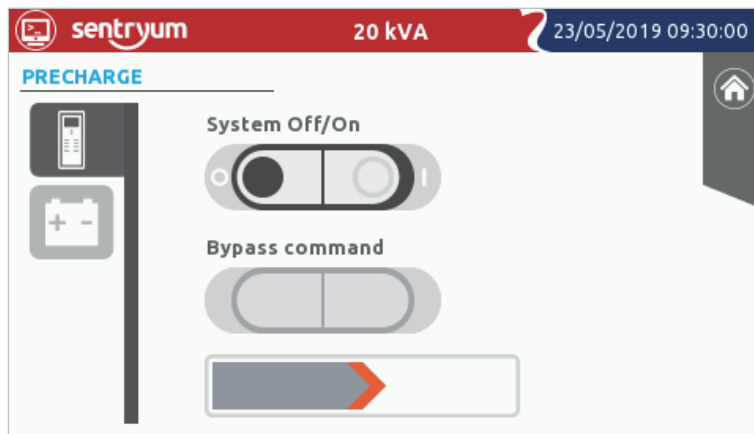 sentryum
20 kVA
23/05/2019 09:30:00
PRECHARGE
System Off/On
O I
+ -
Bypass command